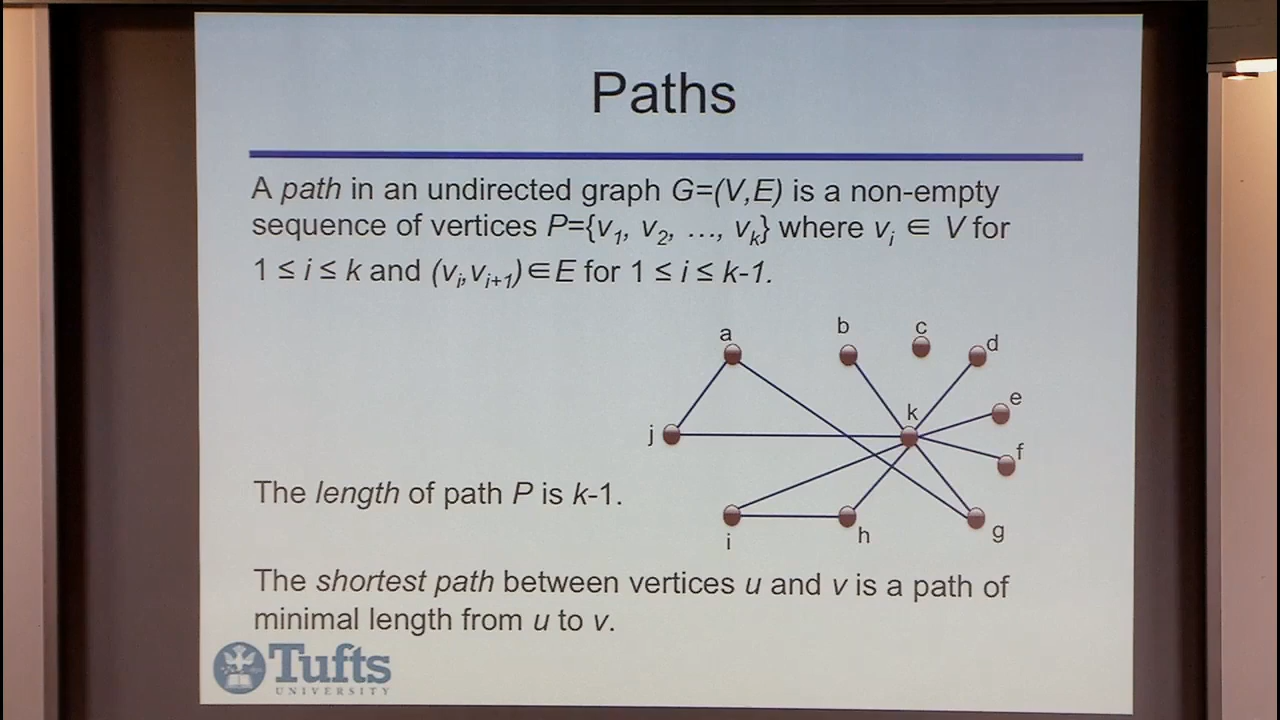 Paths
A path in an undirected graph G=(V,E) is a non-empty
sequence of vertices P={v1, v2, ..., vk} where vi ∈ V for
1 ≤ i ≤ k and (vi,vi+1)∈E for 1 ≤ i ≤ k-1.
a
b
c
d
e
k
j
f
The length of path P is k-1.
i
h
g
The shortest path between vertices u and v is a path of
minimal length from u to v.
Tufts
UNIVERSITY